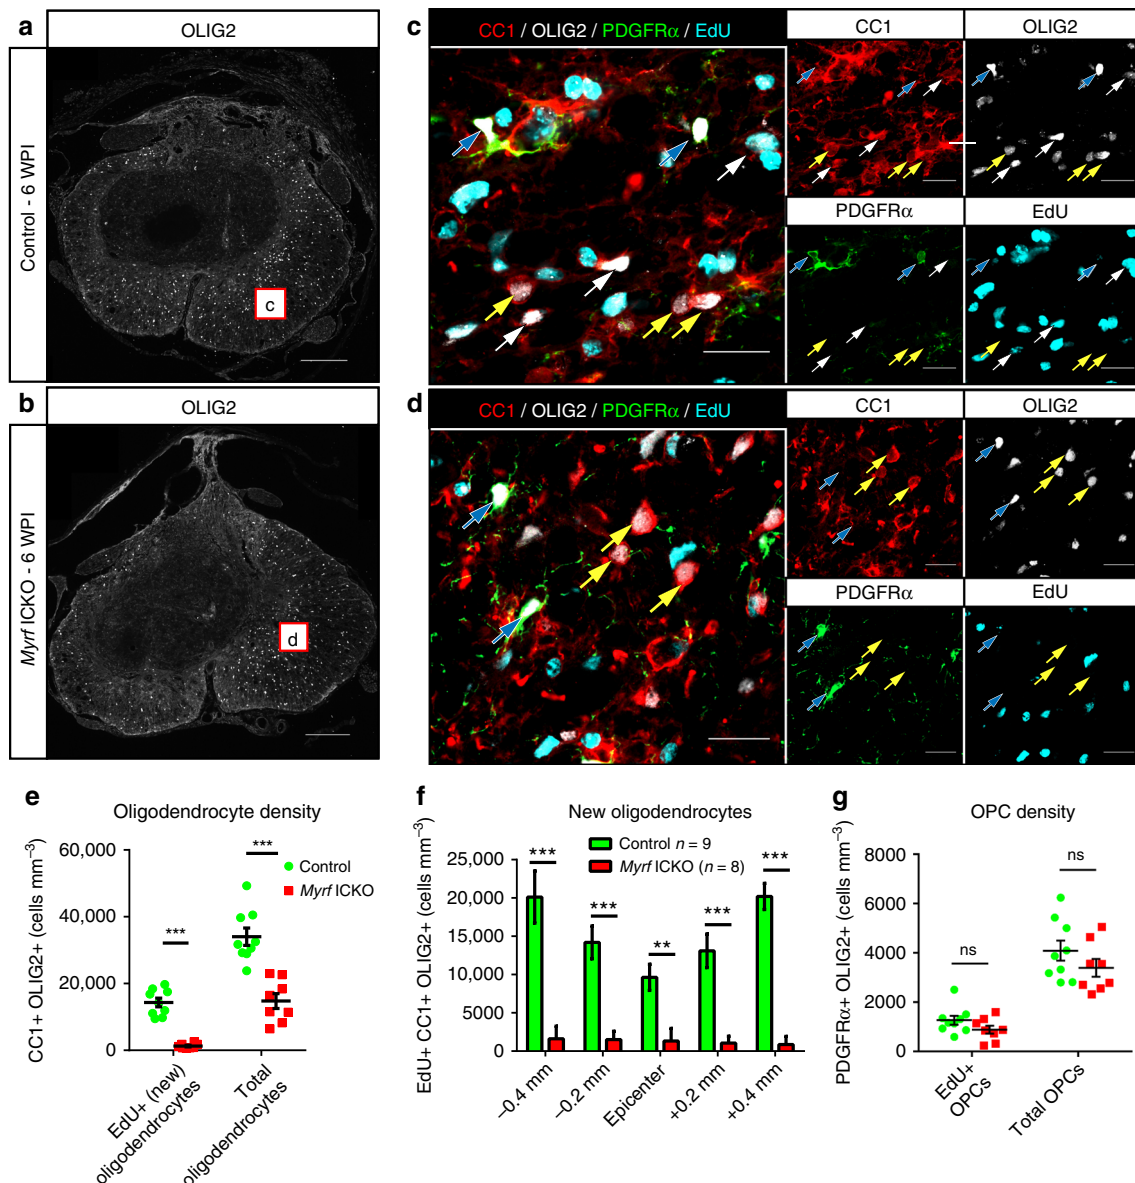 a
OLIG2
Control - 6 WPI
c
b
OLIG2
Myrf ICKO - 6 WPI
d
c
CC1 / OLIG2 / PDGFRα / EdU
CC1
OLIG2
PDGFRα
EdU
d
CC1 / OLIG2 / PDGFRα / EdU
CC1
OLIG2
PDGFRα
EdU
e
Oligodendrocyte density
CC1+ OLIG2+ (cells mm⁻³)
60,000
40,000
20,000
0
***
***
Control
Myrf ICKO
EdU+ (new)
oligodendrocytes
Total
oligodendrocytes
f
New oligodendrocytes
EdU+ CC1+ OLIG2+ (cells mm⁻³)
25,000
20,000
15,000
10,000
5000
0
Control n = 9
Myrf ICKO (n = 8)
***
***
**
***
***
−0.4 mm
−0.2 mm
Epicenter
+0.2 mm
+0.4 mm
g
OPC density
PDGFRα+ OLIG2+ (cells mm⁻³)
8000
6000
4000
2000
0
ns
ns
EdU+
OPCs
Total OPCs